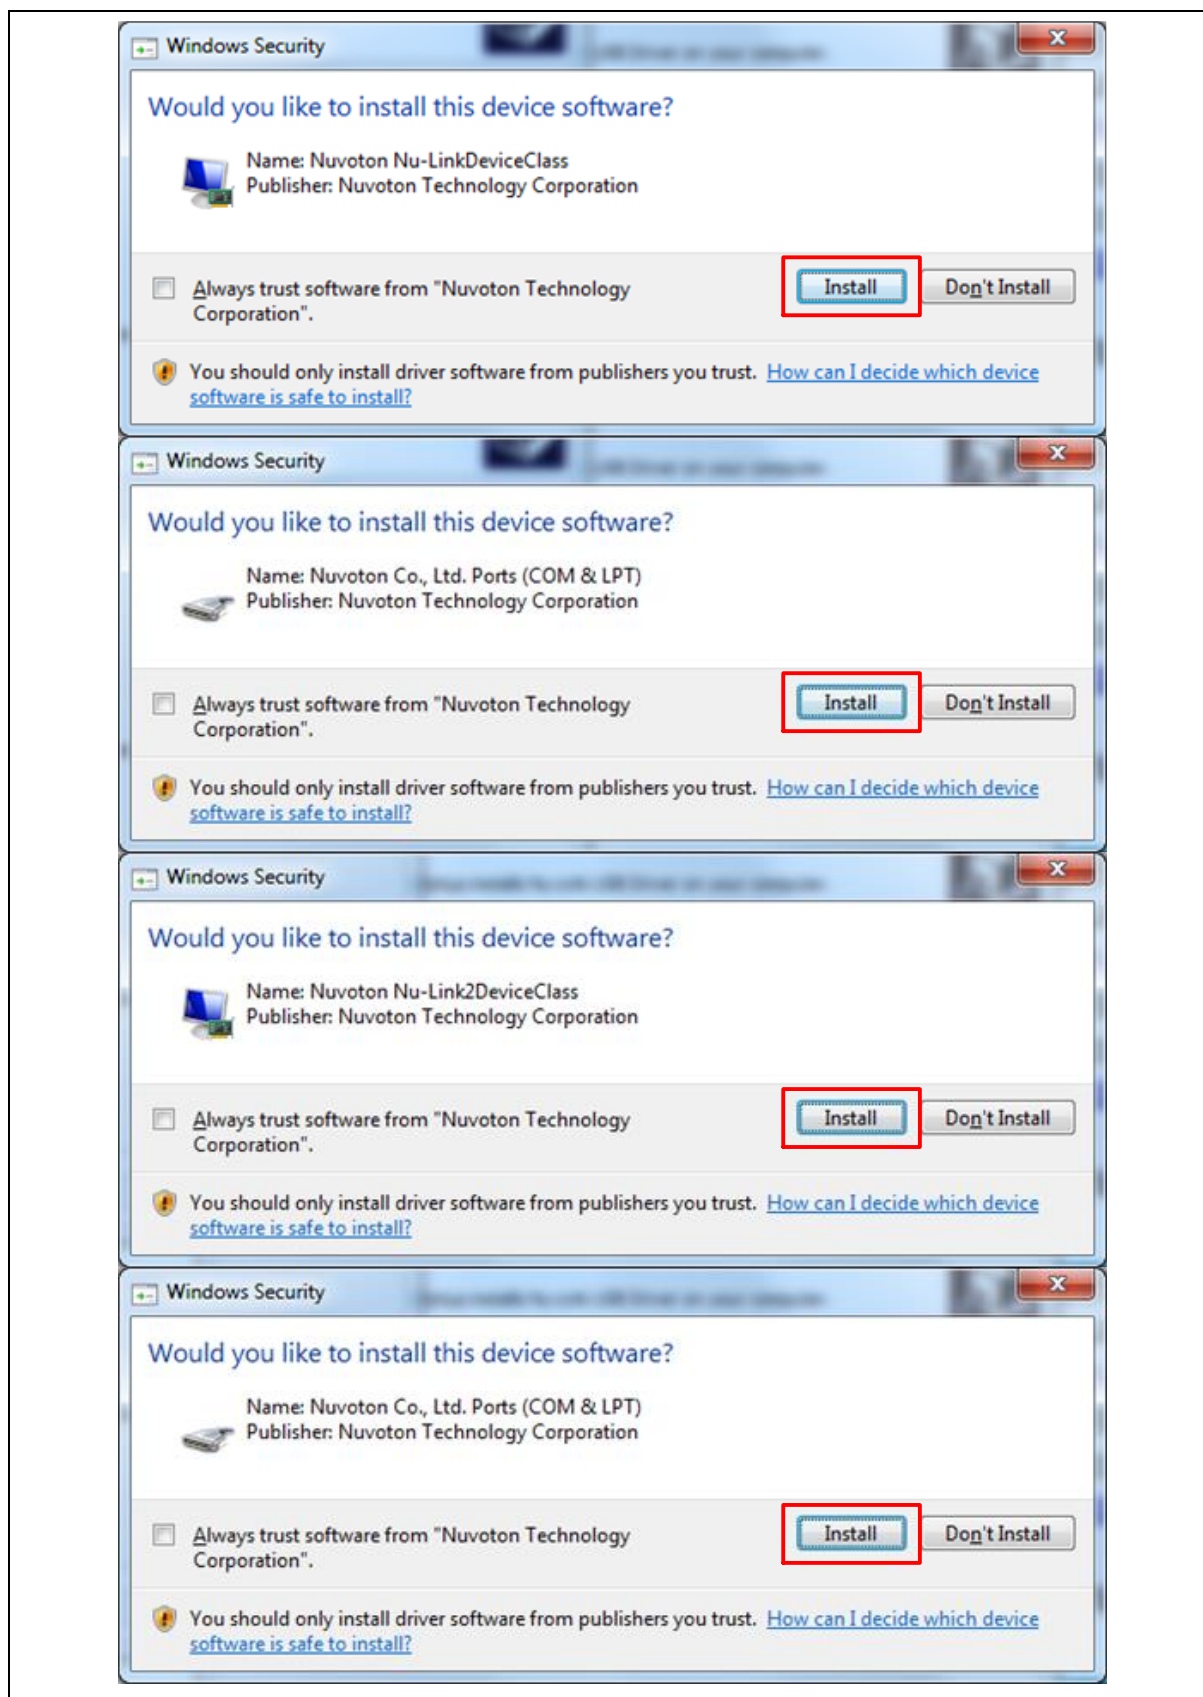 Windows Security
Would you like to install this device software?
Name: Nuvoton Nu-LinkDeviceClass
Publisher: Nuvoton Technology Corporation
Always trust software from "Nuvoton Technology
Corporation".
Install
Don't Install
You should only install driver software from publishers you trust. How can I decide which device
software is safe to install?
Windows Security
Would you like to install this device software?
Name: Nuvoton Co., Ltd. Ports (COM & LPT)
Publisher: Nuvoton Technology Corporation
Always trust software from "Nuvoton Technology
Corporation".
Install
Don't Install
You should only install driver software from publishers you trust. How can I decide which device
software is safe to install?
Windows Security
Would you like to install this device software?
Name: Nuvoton Nu-Link2DeviceClass
Publisher: Nuvoton Technology Corporation
Always trust software from "Nuvoton Technology
Corporation".
Install
Don't Install
You should only install driver software from publishers you trust. How can I decide which device
software is safe to install?
Windows Security
Would you like to install this device software?
Name: Nuvoton Co., Ltd. Ports (COM & LPT)
Publisher: Nuvoton Technology Corporation
Always trust software from "Nuvoton Technology
Corporation".
Install
Don't Install
You should only install driver software from publishers you trust. How can I decide which device
software is safe to install?